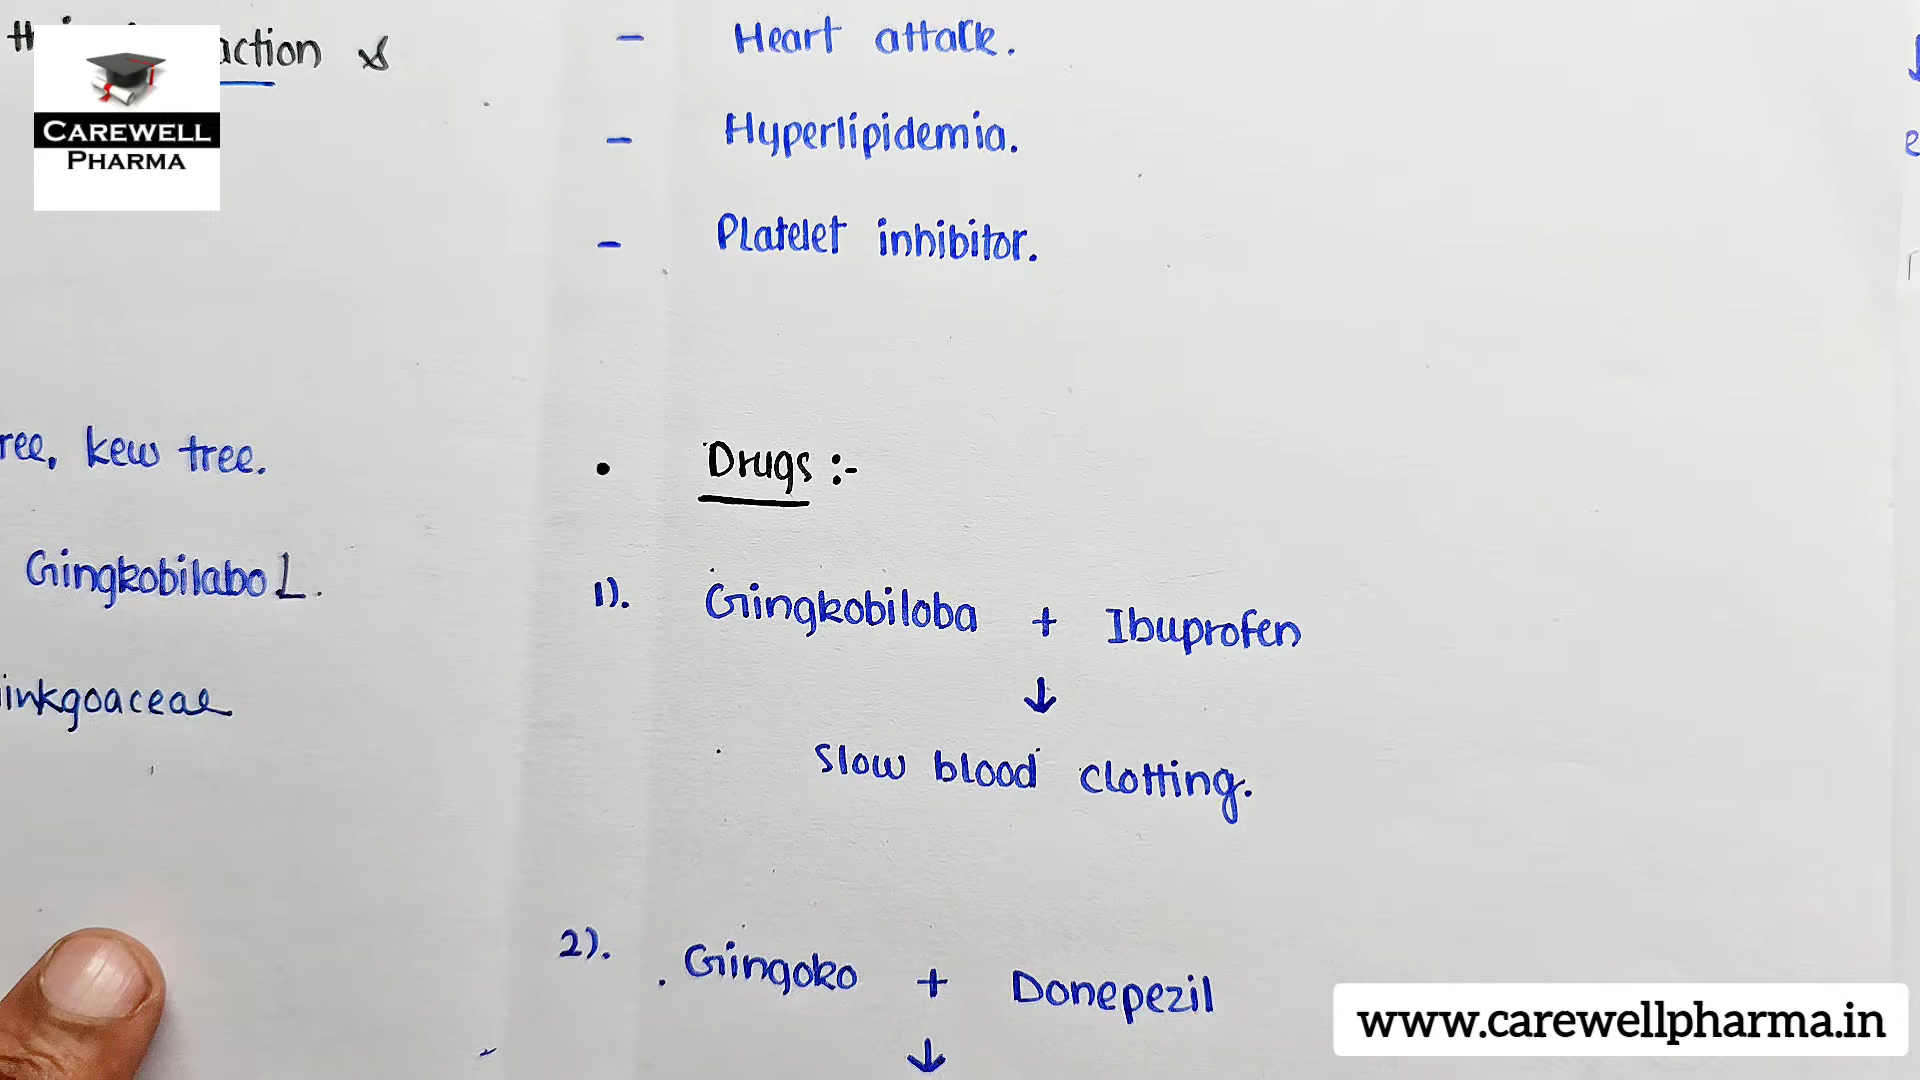 action
CAREWELL
PHARMA
ree, kew tree.
Gingkobilabo L.
inkgoaceae
- Heart attack.
- Hyperlipidemia.
- Platelet inhibitor.
• Drugs :-
1). Gingkobiloba + Ibuprofen
↓
Slow blood clotting.
2). Gingoko + Donepezil
↓
www.carewellpharma.in